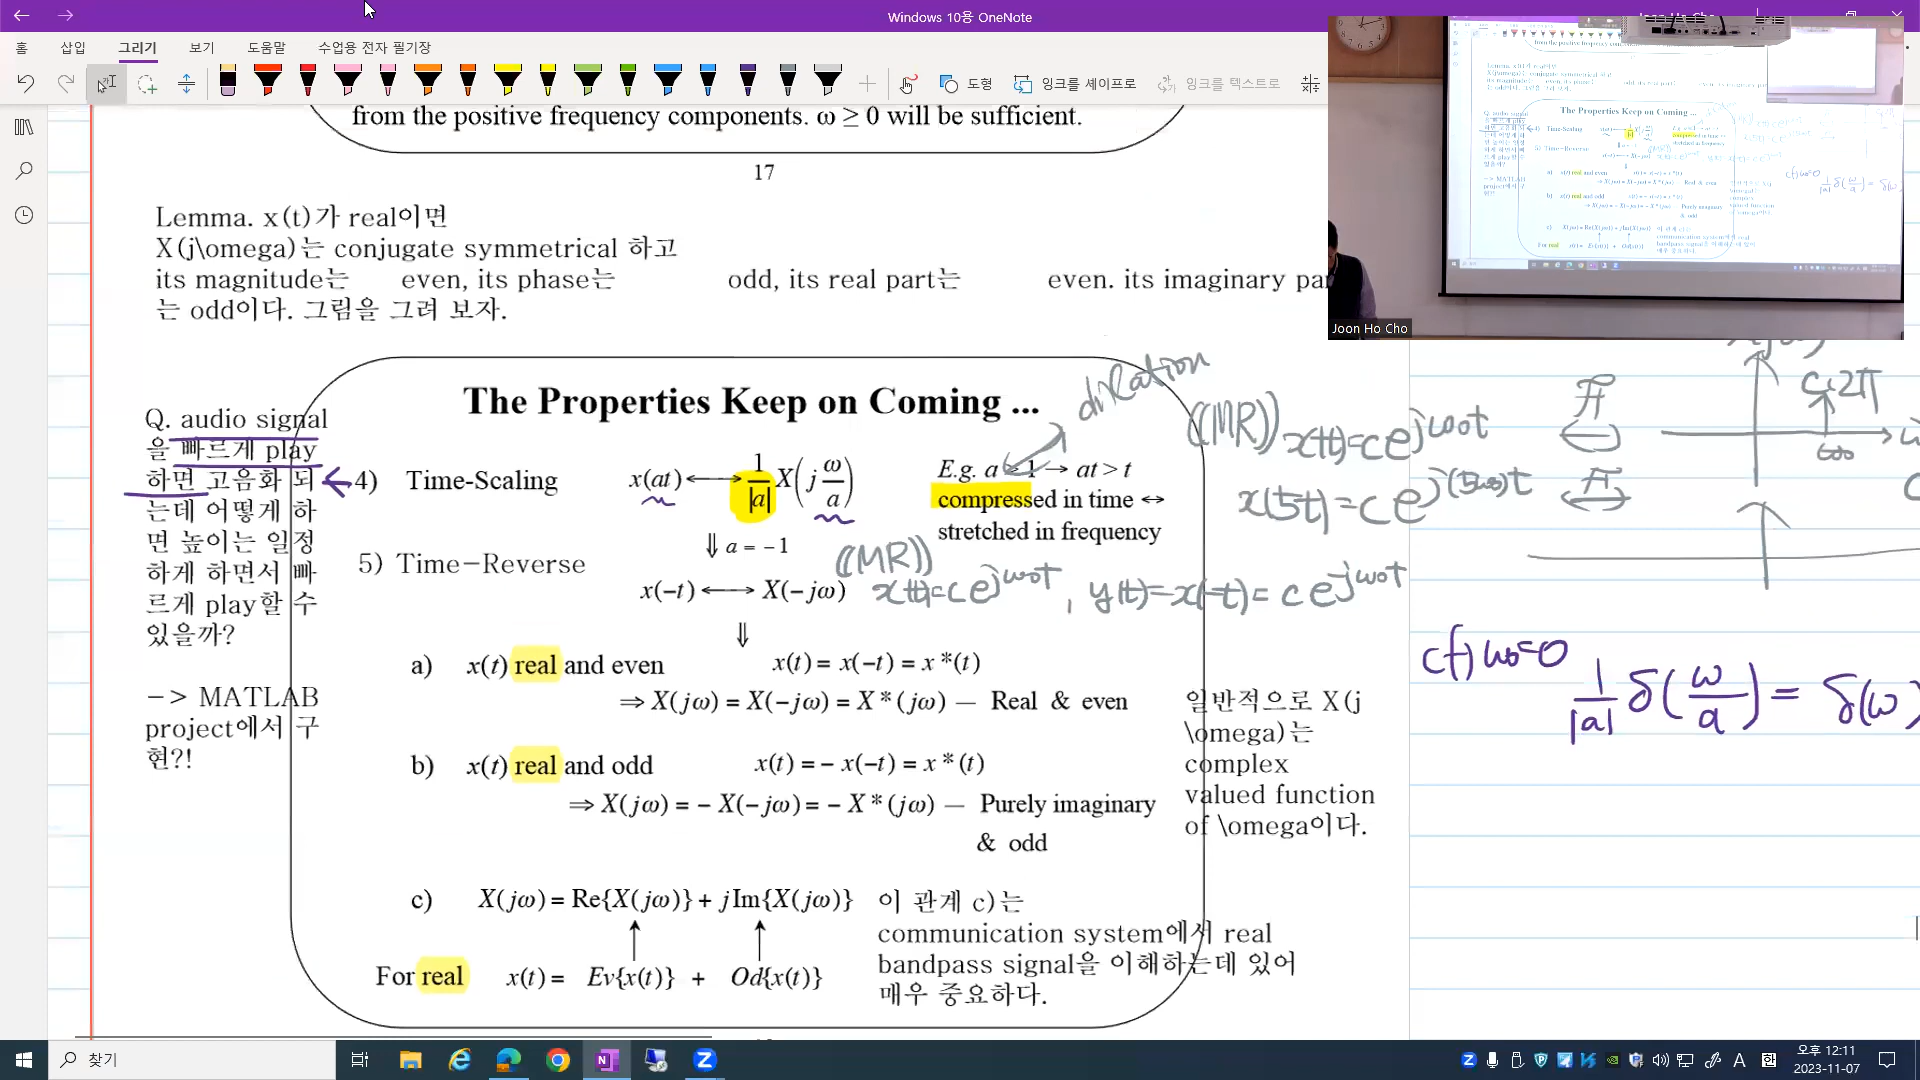 Windows 10용 OneNote
홈 삽입 그리기 보기 도움말 수업용 전자 필기장
도형 잉크를 셰이프로 잉크를 텍스트로
from the positive frequency components. ω ≥ 0 will be sufficient.
17
Lemma. x(t)가 real이면
X(j\omega)는 conjugate symmetrical 하고
its magnitude는 even, its phase는 odd, its real part는 even. its imaginary par
는 odd이다. 그림을 그려 보자.
Joon Ho Cho
The Properties Keep on Coming ...
Q. audio signal
을 빠르게 play
하면 고음화 되
는데 어떻게 하
면 높이는 일정
하게 하면서 빠
르게 play할 수
있을까?
-> MATLAB
project에서 구
현?!
4) Time-Scaling x(at) ⟷ 1/|a| X(j ω/a)
E.g. a > 1 → at > t
compressed in time ↔
stretched in frequency
dilation
((MR)) x(t)=ce^jω₀t
x(5t)=ce^j(5ω₀)t
c·2π
ω₀
⇓ a = −1
5) Time-Reverse
x(-t) ⟷ X(-jω)
((MR))
x(t)=ce^jω₀t, y(t)=x(-t)=ce^jω₀t
⇓
a) x(t) real and even x(t) = x(-t) = x*(t)
⇒ X(jω) = X(-jω) = X*(jω) — Real & even
b) x(t) real and odd x(t) = - x(-t) = x*(t)
⇒ X(jω) = - X(-jω) = - X*(jω) — Purely imaginary
& odd
c) X(jω) = Re{X(jω)} + j Im{X(jω)}
For real x(t) = Ev{x(t)} + Od{x(t)}
이 관계 c)는
communication system에서 real
bandpass signal을 이해하는데 있어
매우 중요하다.
일반적으로 X(j
\omega)는
complex
valued function
of \omega이다.
cf) ω₀=0
1/|a| δ(ω/a) = δ(ω)
찾기
A 한
오후 12:11
2023-11-07